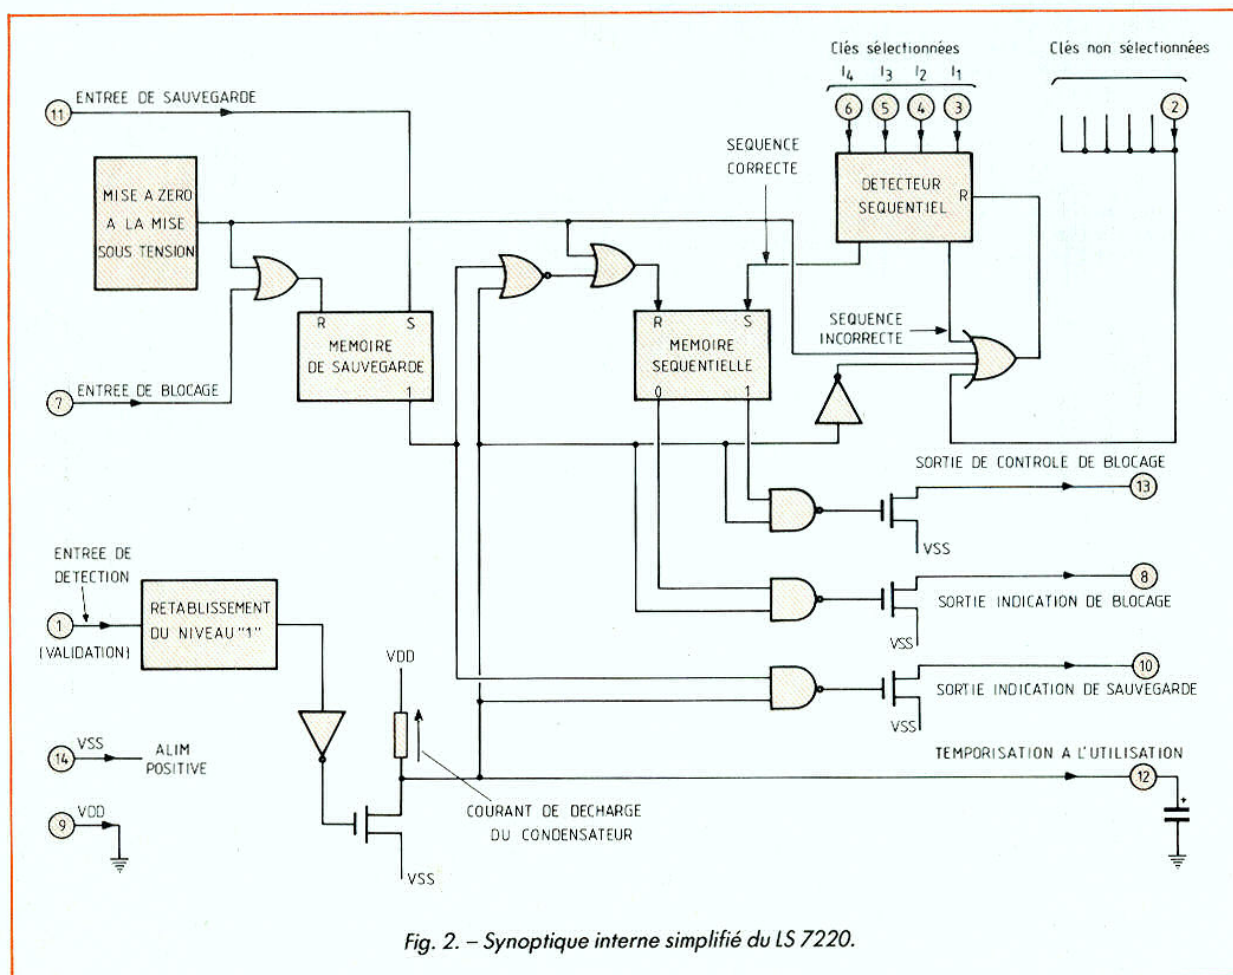 Clés sélectionnées
I4 I3 I2 I1
6 5 4 3
Clés non sélectionnées
2
11 ENTREE DE SAUVEGARDE
MISE A ZERO
A LA MISE
SOUS TENSION
SEQUENCE
CORRECTE
DETECTEUR
SEQUENTIEL
R
R S
MEMOIRE
DE SAUVEGARDE
1
R S
MEMOIRE
SEQUENTIELLE
0 1
SEQUENCE
INCORRECTE
7 ENTREE DE BLOCAGE
SORTIE DE CONTROLE DE BLOCAGE
13
VSS
ENTREE DE
DETECTION
1
(VALIDATION)
RETABLISSEMENT
DU NIVEAU "1"
8
SORTIE INDICATION DE BLOCAGE
VSS
VDD
10
SORTIE INDICATION DE SAUVEGARDE
VSS
14 VSS
ALIM
POSITIVE
TEMPORISATION A L'UTILISATION
12
+
COURANT DE DECHARGE
DU CONDENSATEUR
9 VDD
VSS
Fig. 2. – Synoptique interne simplifié du LS 7220.